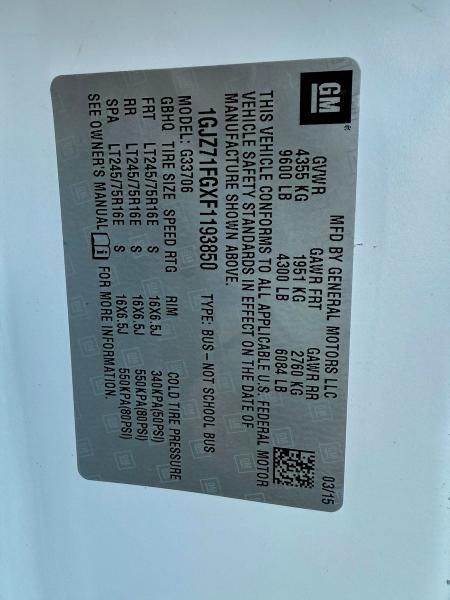 GM
MFD BY GENERAL MOTORS LLC 03/15
GVWR GAWR FRT GAWR RR
4355 KG 1951 KG 2760 KG
9600 LB 4300 LB 6084 LB
THIS VEHICLE CONFORMS TO ALL APPLICABLE U.S. FEDERAL MOTOR
VEHICLE SAFETY STANDARDS IN EFFECT ON THE DATE OF
MANUFACTURE SHOWN ABOVE.
1GJZ71FGXF1193850 TYPE: BUS–NOT SCHOOL BUS
MODEL: G33706
GBHQ TIRE SIZE SPEED RTG RIM COLD TIRE PRESSURE
FRT LT245/75R16E S 16X6.5J 340KPA(50PSI)
RR LT245/75R16E S 16X6.5J 550KPA(80PSI)
SPA LT245/75R16E S 16X6.5J 550KPA(80PSI)
SEE OWNER'S MANUAL FOR MORE INFORMATION.